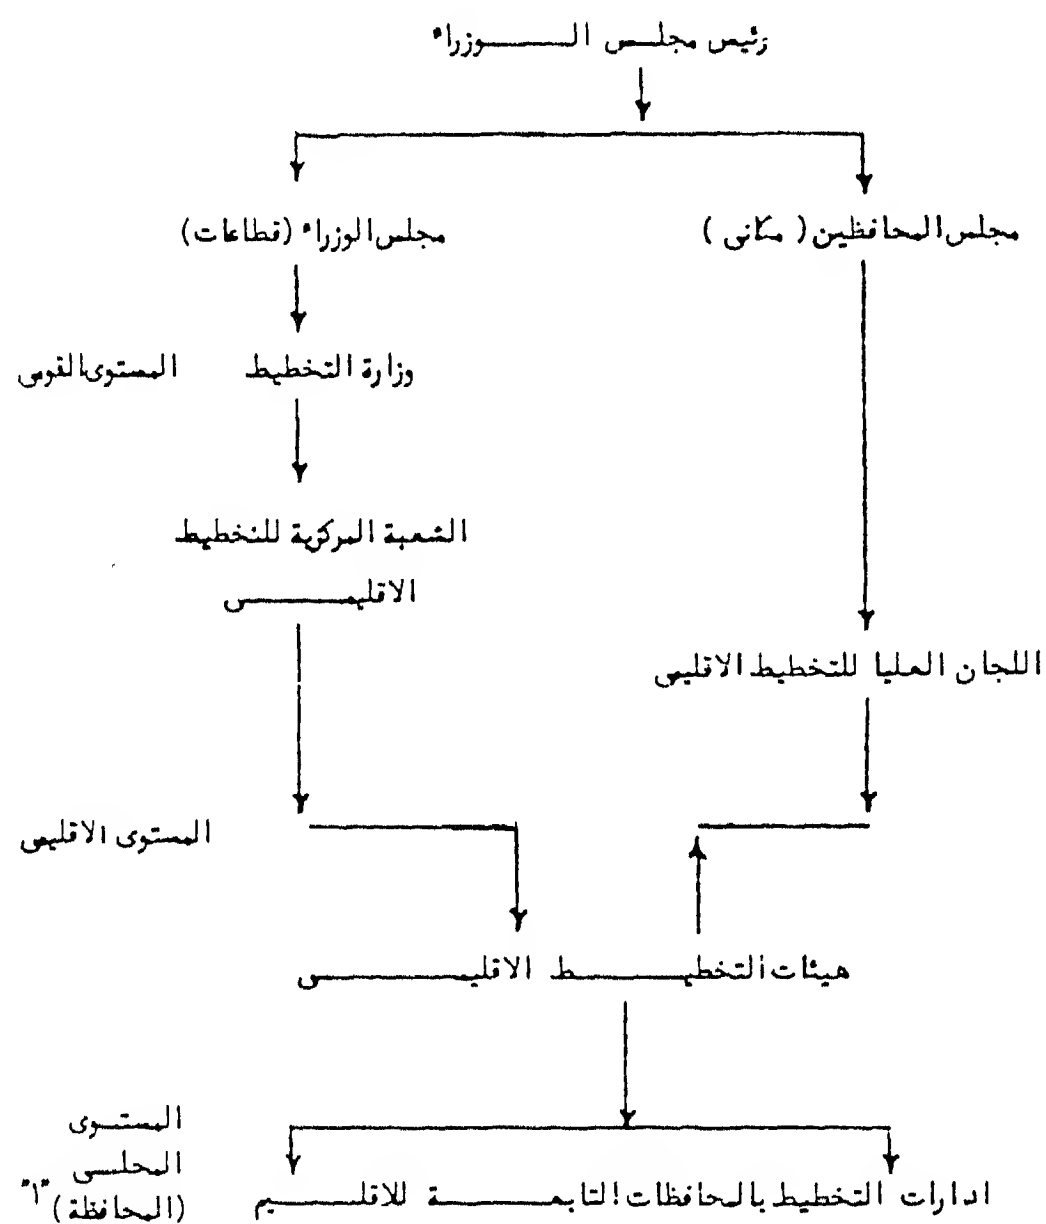 رئيس مجلس الوزراء
مجلس المحافظين ( مكانى )
مجلس الوزراء (قطاعات)
وزارة التخطيط
المستوى القومى
الشعبة المركزية للتخطيط
الاقليمى
اللجان العليا للتخطيط الاقليمى
المستوى الاقليمى
هيئات التخطيط الاقليمى
المستوى
المحلى
(المحافظة) "١"
ادارات التخطيط بالمحافظات التابعة للاقليم